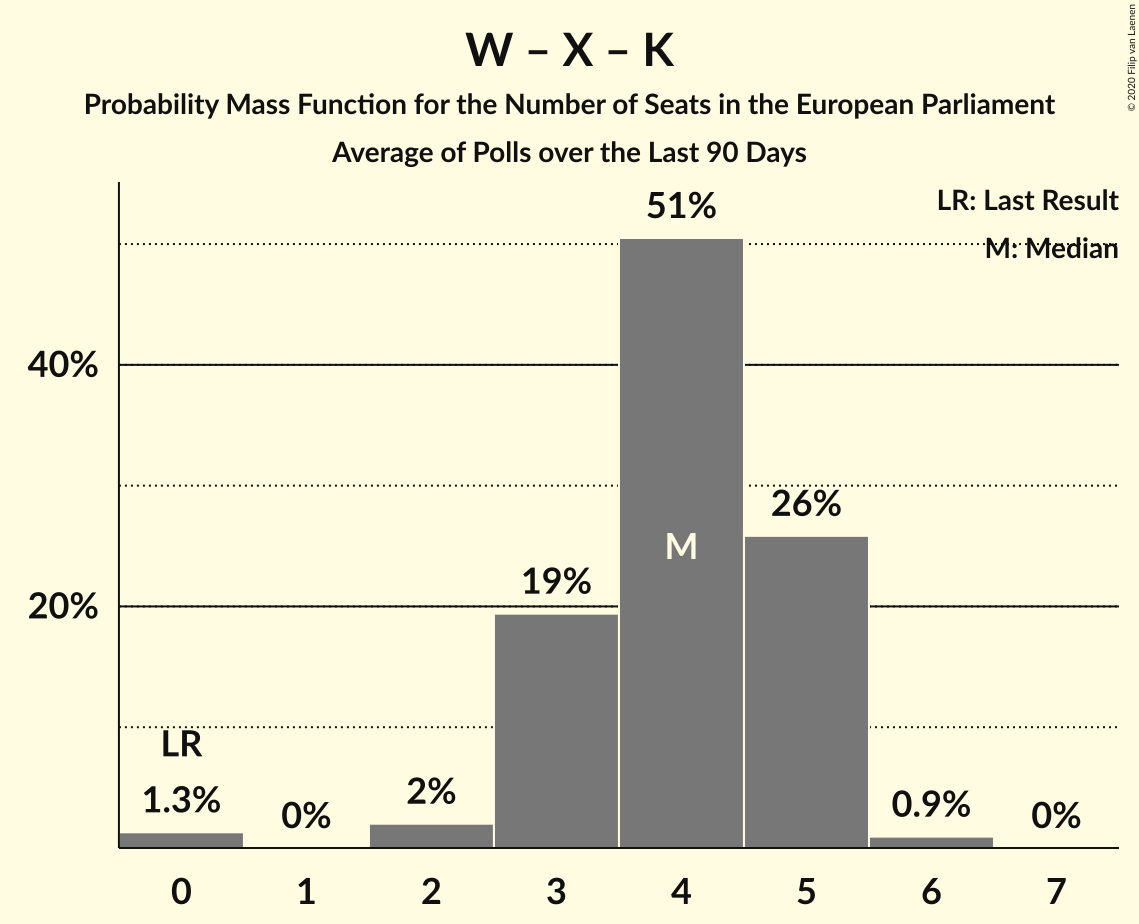 W – X – K
Probability Mass Function for the Number of Seats in the European Parliament
Average of Polls over the Last 90 Days
© 2020 Filip van Laenen
LR: Last Result
M: Median
51%
40%
26%
M
19%
20%
LR
1.3%
0%
2%
0.9%
0%
0 1 2 3 4 5 6 7